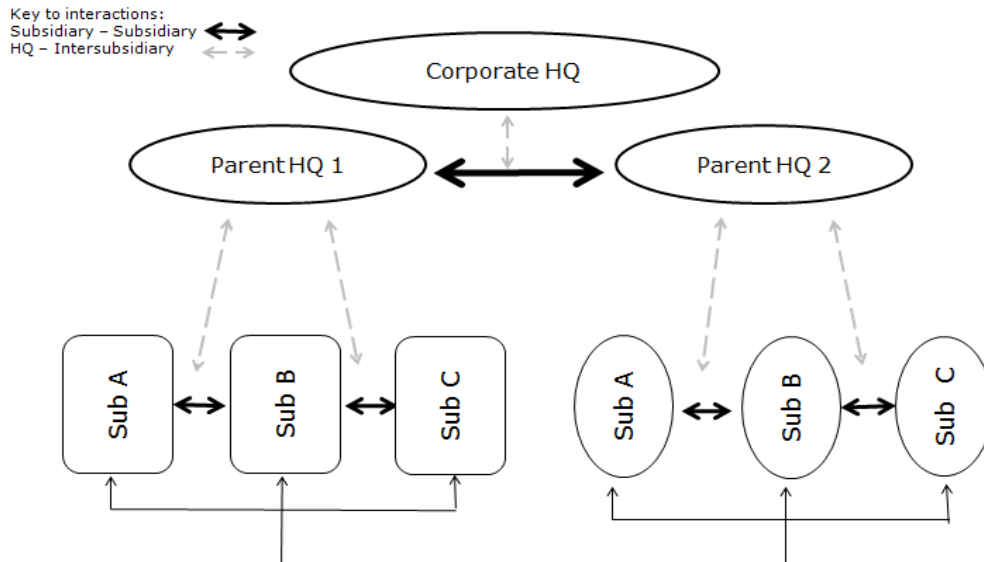 Key to interactions:
Subsidiary – Subsidiary
HQ – Intersubsidiary
Corporate HQ
Parent HQ 1
Parent HQ 2
Sub A
Sub B
Sub C
Sub A
Sub B
Sub C